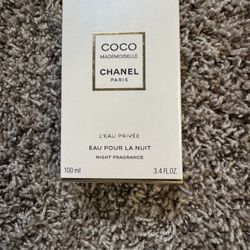 COCO
MADEMOISELLE
CHANEL
PARIS
L'EAU PRIVÉE
EAU POUR LA NUIT
NIGHT FRAGRANCE
100 ml 3.4 FL.OZ.